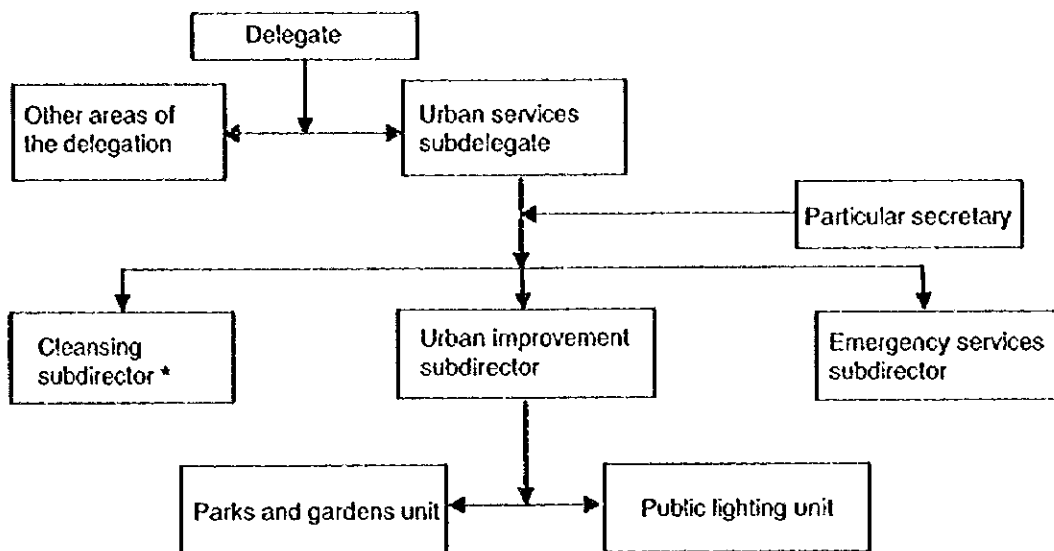 Delegate
Other areas of
the delegation
Urban services
subdelegate
Particular secretary
Cleansing
subdirector *
Urban improvement
subdirector
Emergency services
subdirector
Parks and gardens unit
Public lighting unit